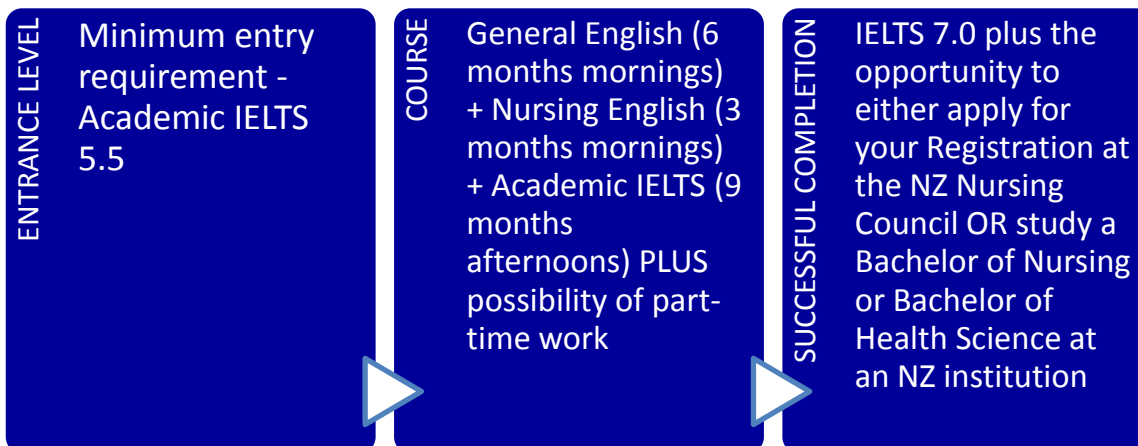 ENTRANCE LEVEL
Minimum entry
requirement -
Academic IELTS
5.5
COURSE
General English (6
months mornings)
+ Nursing English (3
months mornings)
+ Academic IELTS (9
months
afternoons) PLUS
possibility of part-
time work
SUCCESSFUL COMPLETION
IELTS 7.0 plus the
opportunity to
either apply for
your Registration at
the NZ Nursing
Council OR study a
Bachelor of Nursing
or Bachelor of
Health Science at
an NZ institution